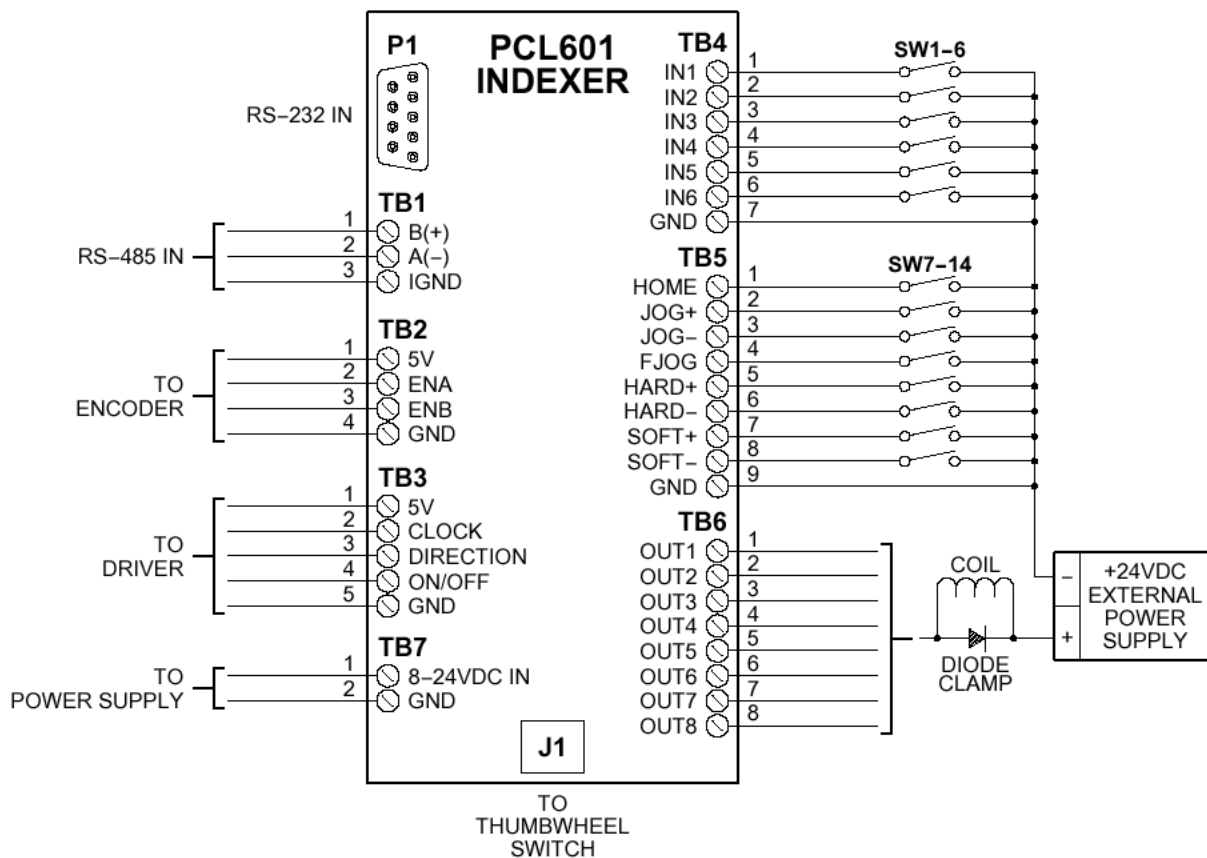 PCL601
INDEXER
P1
RS-232 IN
TB1
RS-485 IN
1 B(+)
2 A(-)
3 IGND
TB2
TO
ENCODER
1 5V
2 ENA
3 ENB
4 GND
TB3
TO
DRIVER
1 5V
2 CLOCK
3 DIRECTION
4 ON/OFF
5 GND
TB7
TO
POWER SUPPLY
1 8-24VDC IN
2 GND
J1
TO
THUMBWHEEL
SWITCH
TB4
SW1-6
IN1 1
IN2 2
IN3 3
IN4 4
IN5 5
IN6 6
GND 7
TB5
SW7-14
HOME 1
JOG+ 2
JOG- 3
FJOG 4
HARD+ 5
HARD- 6
SOFT+ 7
SOFT- 8
GND 9
TB6
OUT1 1
OUT2 2
OUT3 3
OUT4 4
OUT5 5
OUT6 6
OUT7 7
OUT8 8
COIL
DIODE
CLAMP
-
+
+24VDC
EXTERNAL
POWER
SUPPLY